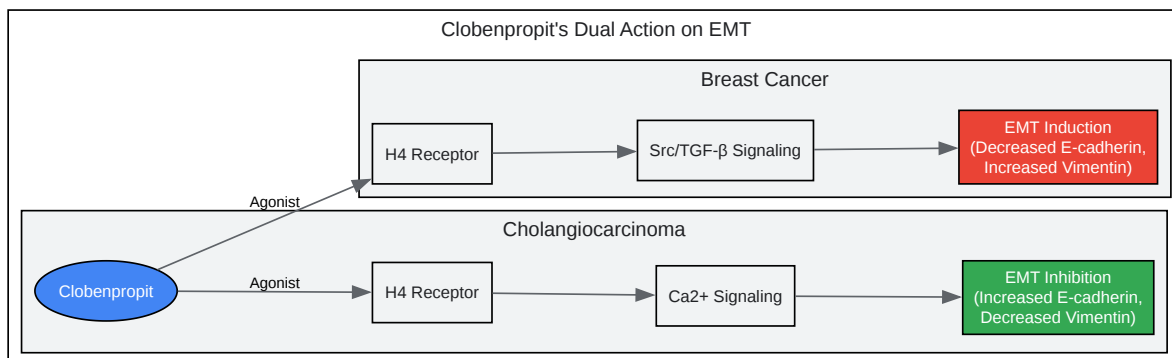 Clobenpropit's Dual Action on EMT
Breast Cancer
H4 Receptor
Src/TGF-β Signaling
EMT Induction
(Decreased E-cadherin,
Increased Vimentin)
Agonist
Cholangiocarcinoma
Clobenpropit
Agonist
H4 Receptor
Ca2+ Signaling
EMT Inhibition
(Increased E-cadherin,
Decreased Vimentin)